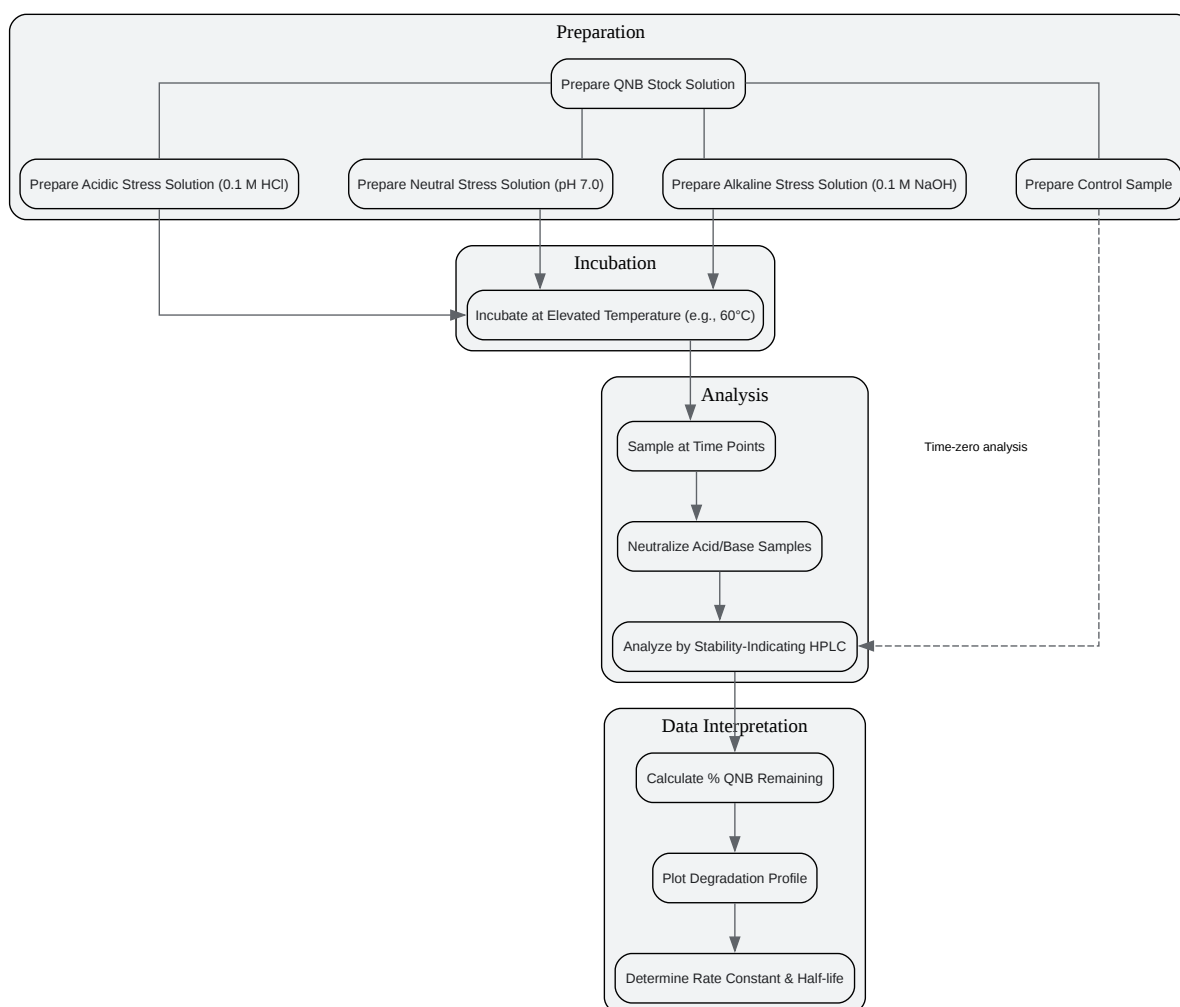 Preparation
Prepare QNB Stock Solution
Prepare Acidic Stress Solution (0.1 M HCl)
Prepare Neutral Stress Solution (pH 7.0)
Prepare Alkaline Stress Solution (0.1 M NaOH)
Prepare Control Sample
Incubation
Incubate at Elevated Temperature (e.g., 60°C)
Analysis
Sample at Time Points
Time-zero analysis
Neutralize Acid/Base Samples
Analyze by Stability-Indicating HPLC
Data Interpretation
Calculate % QNB Remaining
Plot Degradation Profile
Determine Rate Constant & Half-life